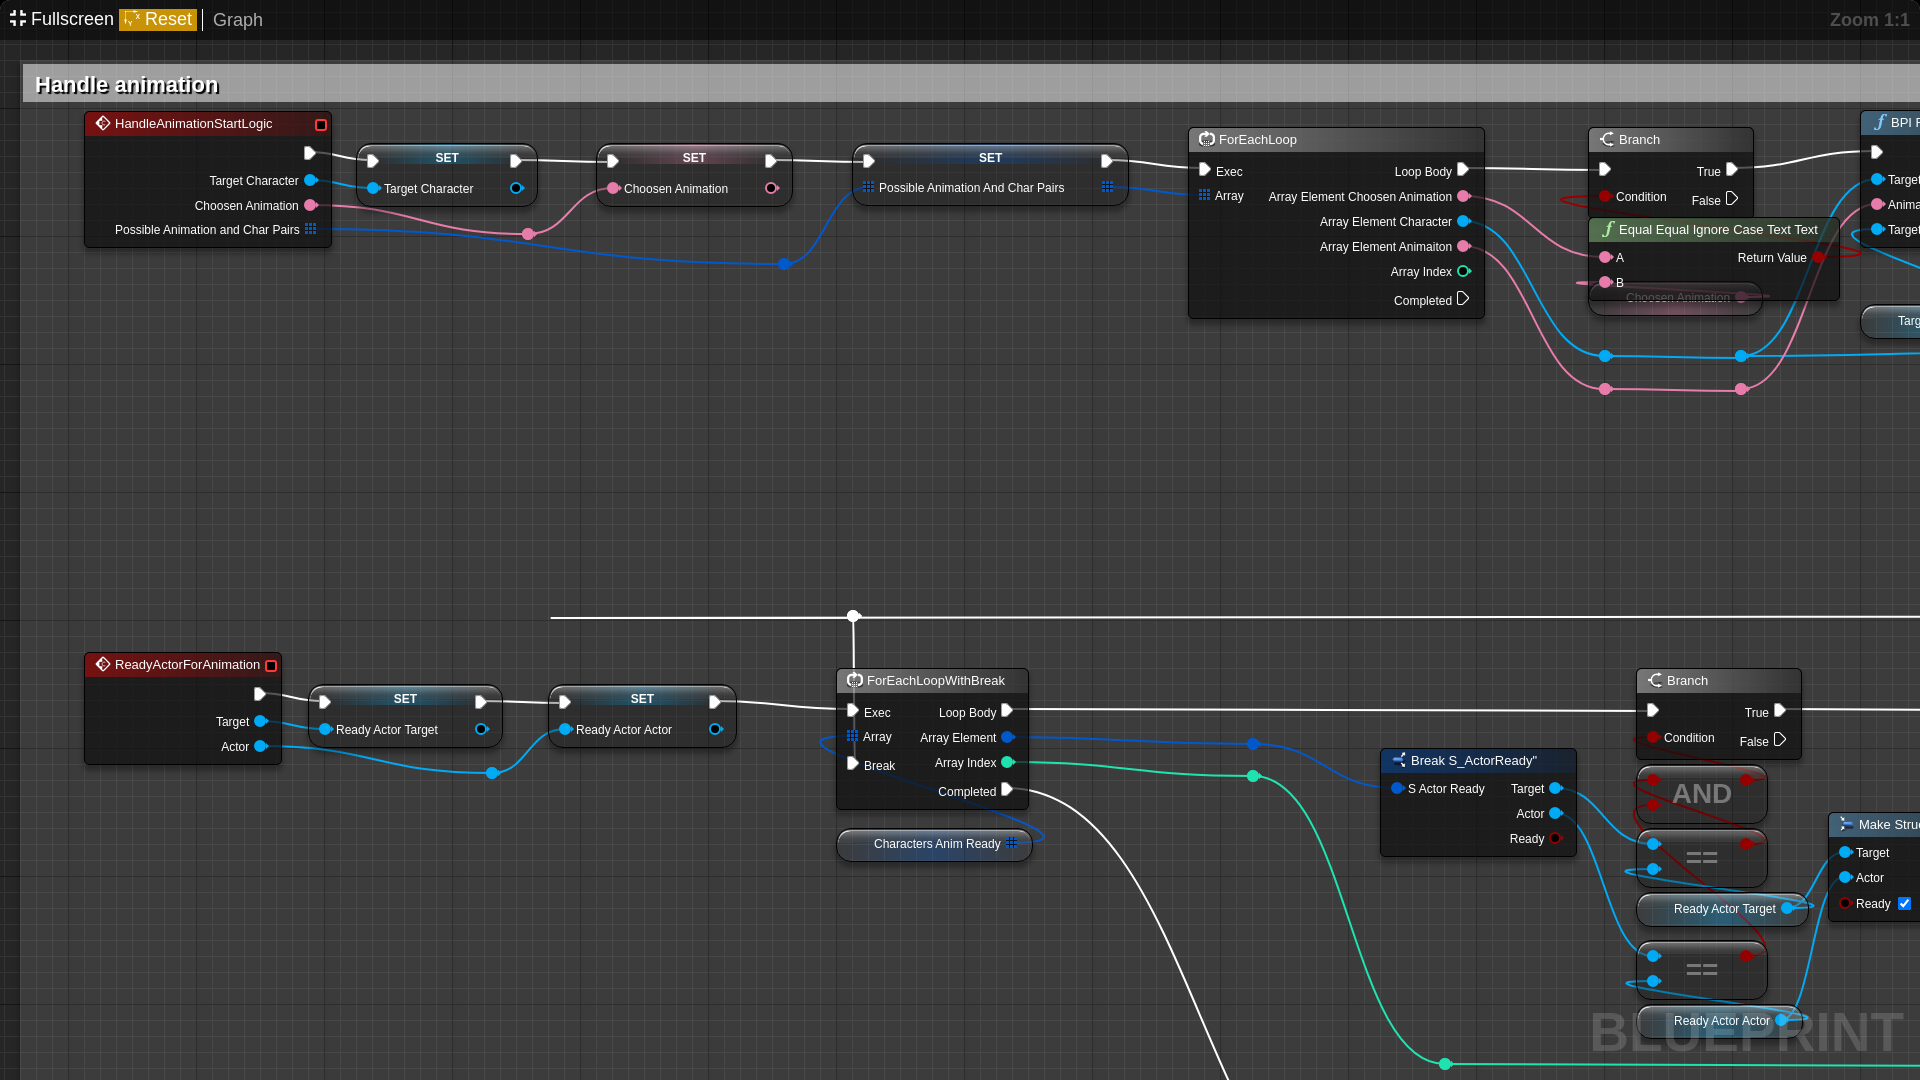 Fullscreen Reset Graph
Zoom 1:1
Handle animation
HandleAnimationStartLogic
Target Character
Choosen Animation
Possible Animation and Char Pairs
SET
Target Character
SET
Choosen Animation
SET
Possible Animation And Char Pairs
ForEachLoop
Exec
Loop Body
Array
Array Element Choosen Animation
Array Element Character
Array Element Animaiton
Array Index
Completed
Branch
True
Condition
False
Equal Equal Ignore Case Text Text
A
Return Value
B
Choosen Animation
BPI
Target
Target
ReadyActorForAnimation
Target
Actor
SET
Ready Actor Target
SET
Ready Actor Actor
ForEachLoopWithBreak
Exec
Loop Body
Array
Array Element
Break
Array Index
Completed
Characters Anim Ready
Break S_ActorReady"
S Actor Ready
Target
Actor
Ready
Branch
True
Condition
False
AND
==
Ready Actor Target
==
Ready Actor Actor
Make Struc
Target
Actor
Ready
BLUEPRINT